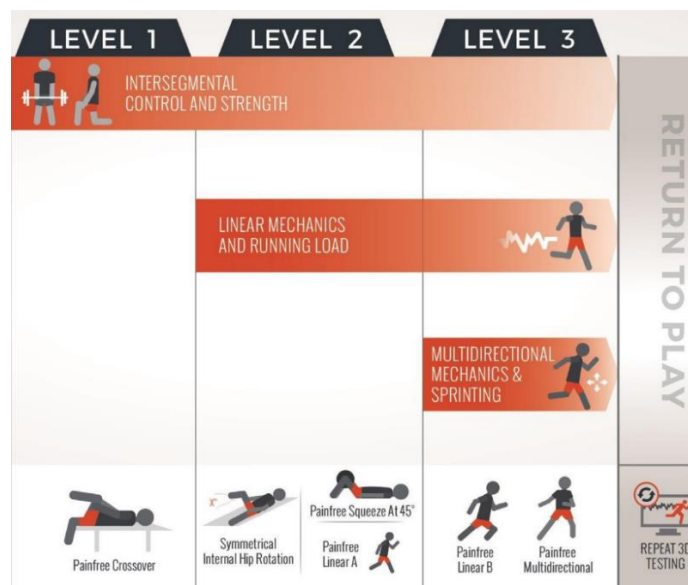 LEVEL 1
LEVEL 2
LEVEL 3
INTERSEGMENTAL
CONTROL AND STRENGTH
LINEAR MECHANICS
AND RUNNING LOAD
MULTIDIRECTIONAL
MECHANICS &
SPRINTING
RETURN TO PLAY
Painfree Crossover
Symmetrical
Internal Hip Rotation
Painfree Squeeze At 45°
Painfree
Linear A
Painfree
Linear B
Painfree
Multidirectional
REPEAT 3D
TESTING